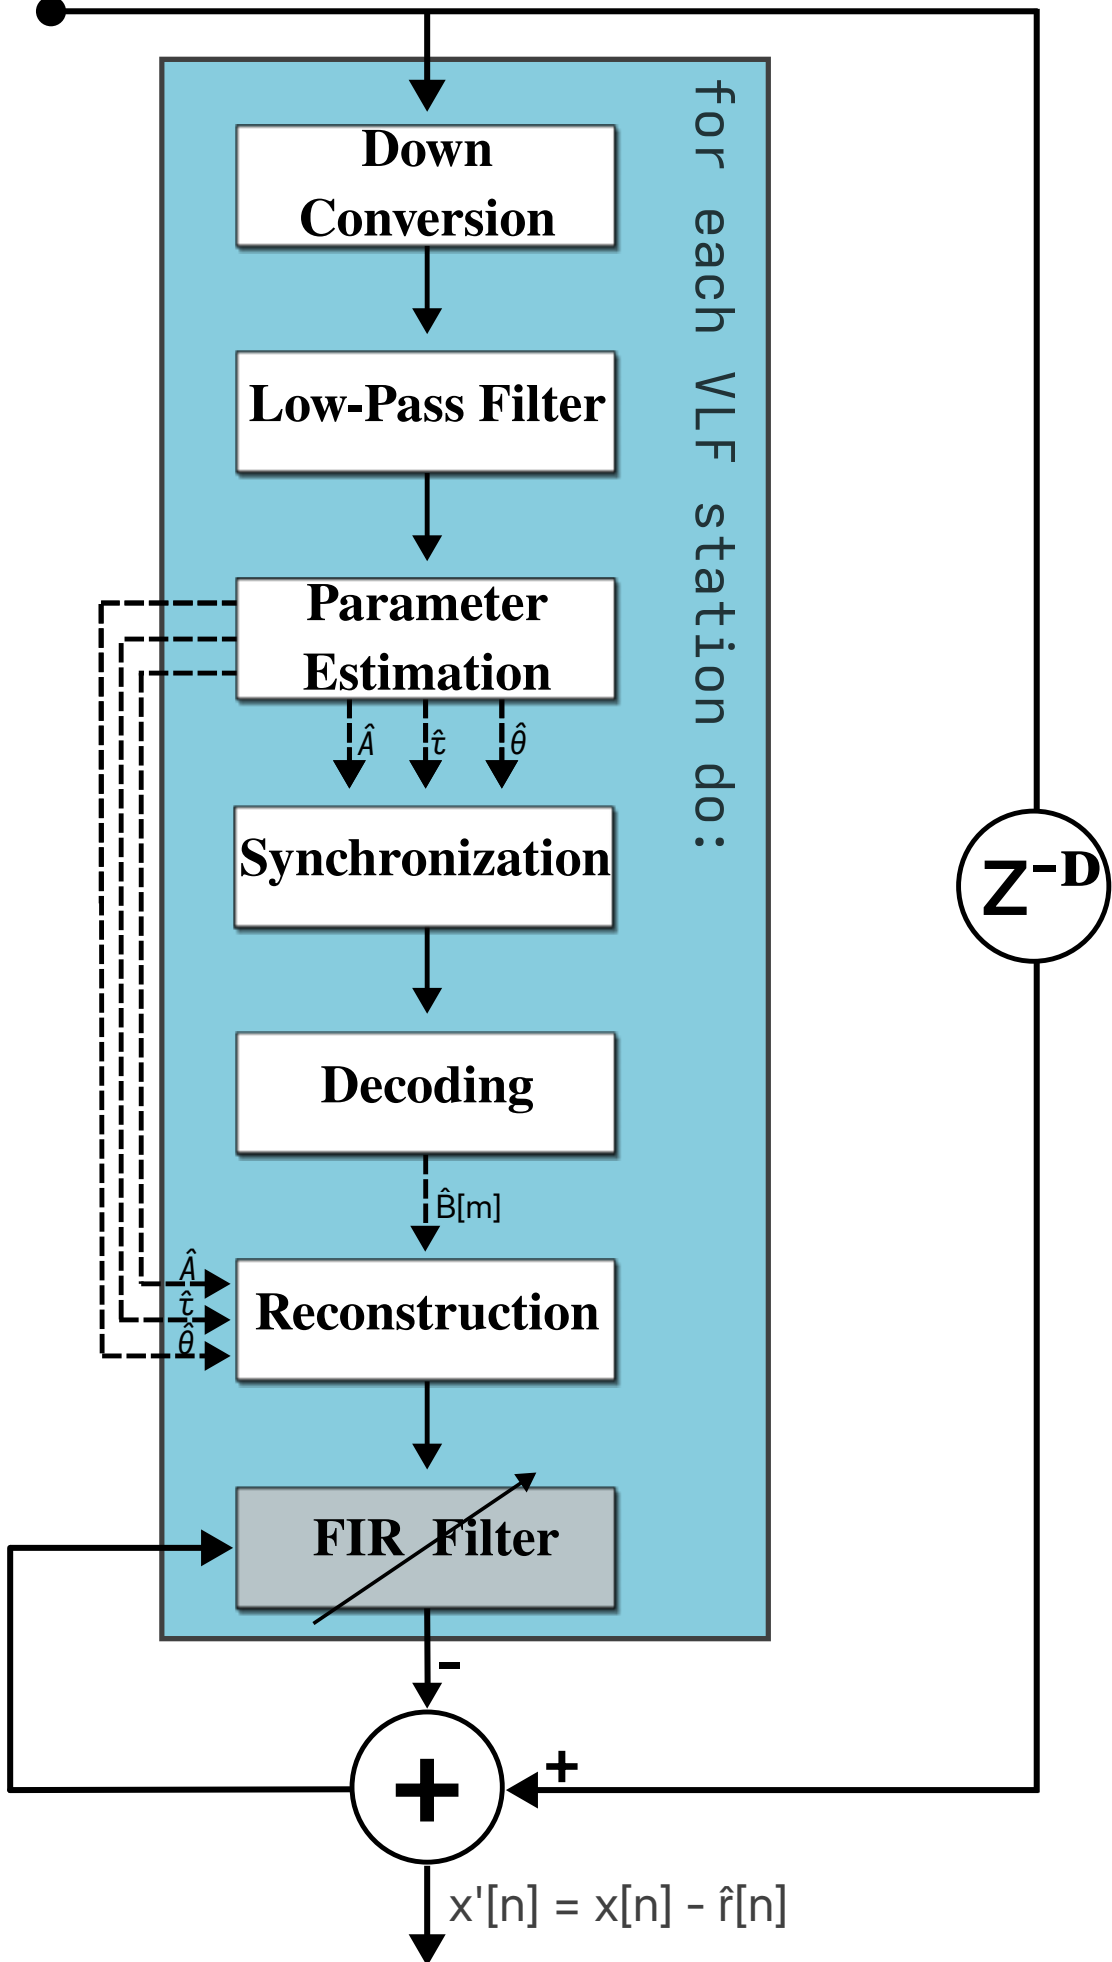 for each VLF station do:
Down
Conversion
Low-Pass Filter
Parameter
Estimation
Â
τ̂
θ̂
Synchronization
Z⁻ᴰ
Decoding
B̂[m]
Â
τ̂
θ̂
Reconstruction
FIR Filter
-
+
+
x'[n] = x[n] - r̂[n]